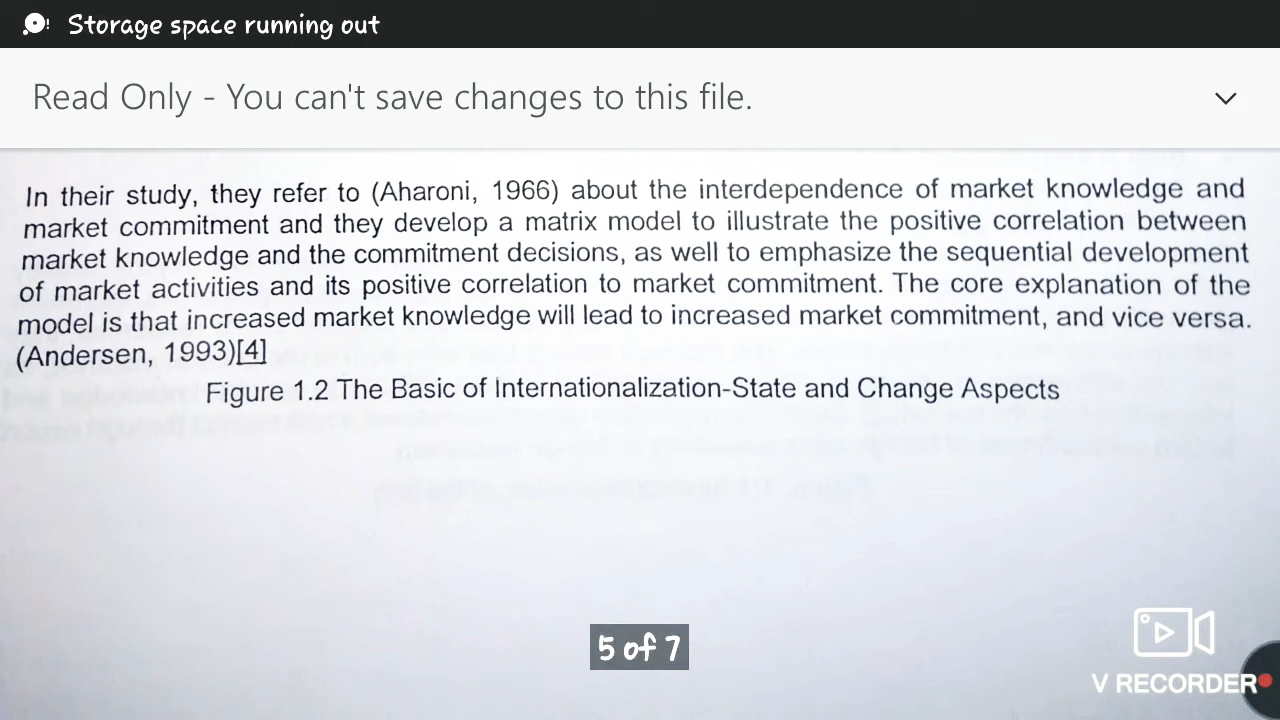 Storage space running out
Read Only - You can't save changes to this file.
In their study, they refer to (Aharoni, 1966) about the interdependence of market knowledge and
market commitment and they develop a matrix model to illustrate the positive correlation between
market knowledge and the commitment decisions, as well to emphasize the sequential development
of market activities and its positive correlation to market commitment. The core explanation of the
model is that increased market knowledge will lead to increased market commitment, and vice versa.
(Andersen, 1993)[4]
Figure 1.2 The Basic of Internationalization-State and Change Aspects
5 of 7
V RECORDER